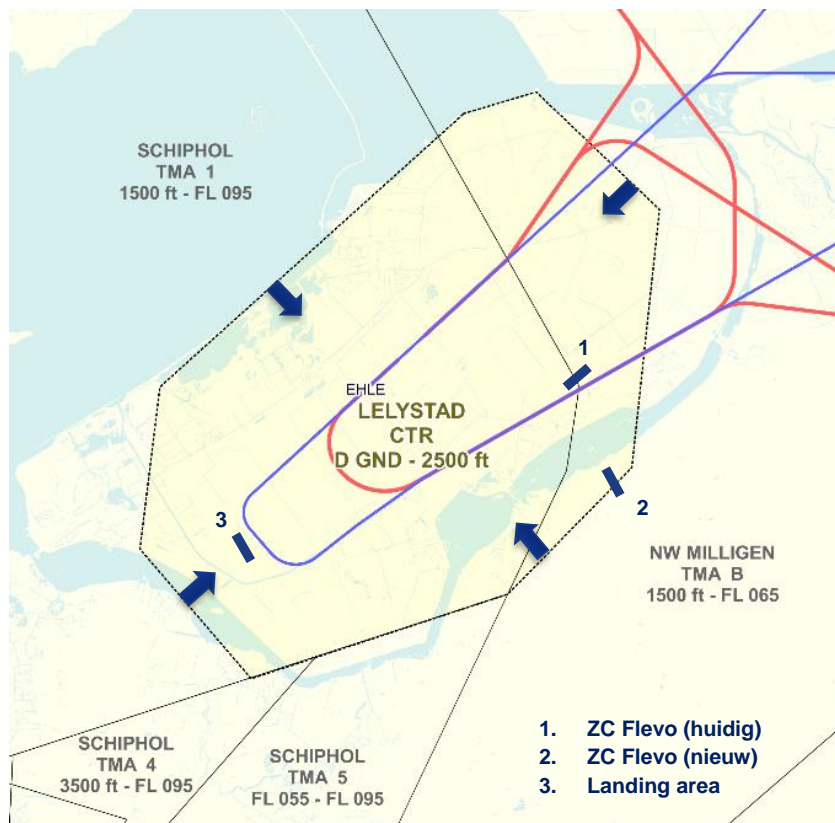 SCHIPHOL
TMA 1
1500 ft - FL 095
1
EHLE
LELYSTAD
CTR
D GND - 2500 ft
2
3
NW MILLIGEN
TMA B
1500 ft - FL 065
SCHIPHOL
TMA 4
3500 ft - FL 095
SCHIPHOL
TMA 5
FL 055 - FL 095
1. ZC Flevo (huidig)
2. ZC Flevo (nieuw)
3. Landing area